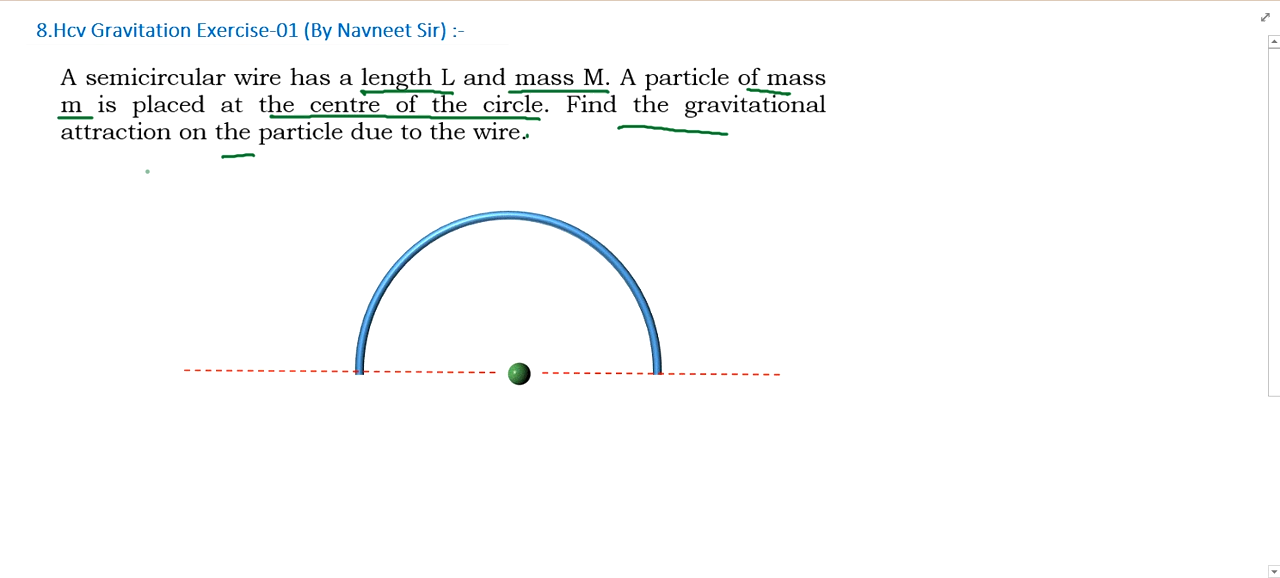 8.Hcv Gravitation Exercise-01 (By Navneet Sir) :-
A semicircular wire has a length L and mass M. A particle of mass
m is placed at the centre of the circle. Find the gravitational
attraction on the particle due to the wire.